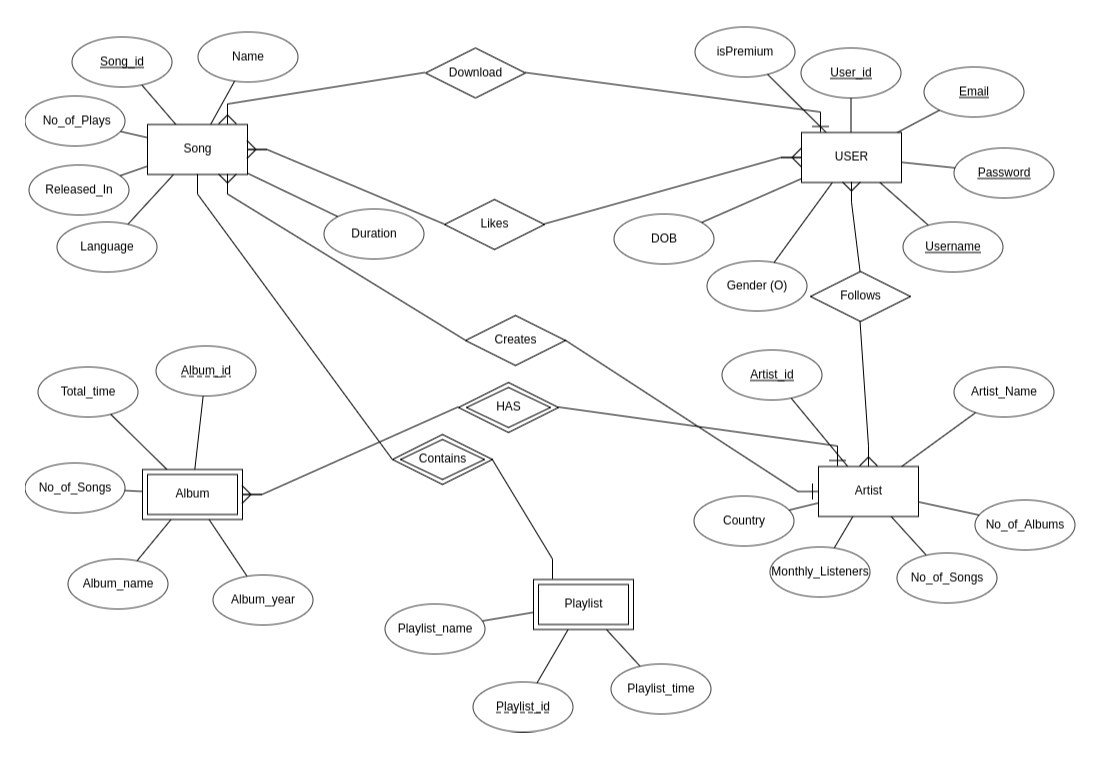 isPremium
Name
Song_id
Download
User_id
Email
No_of_Plays
Song
USER
Password
Released_In
Likes
Duration
DOB
Language
Username
Gender (O)
Follows
Creates
Album_id
Artist_id
Total_time
Artist_Name
HAS
Contains
No_of_Songs
Album
Artist
Country
No_of_Albums
Monthly_Listeners
No_of_Songs
Album_name
Album_year
Playlist
Playlist_name
Playlist_time
Playlist_id